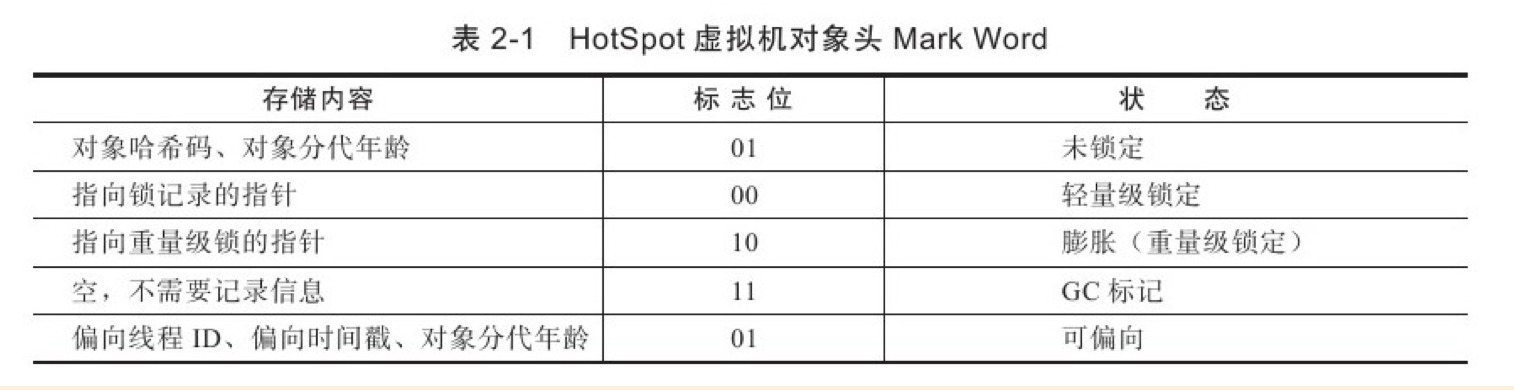 表 2-1 HotSpot 虚拟机对象头 Mark Word
存储内容 标志位 状态
对象哈希码、对象分代年龄 01 未锁定
指向锁记录的指针 00 轻量级锁定
指向重量级锁的指针 10 膨胀（重量级锁定）
空，不需要记录信息 11 GC 标记
偏向线程 ID、偏向时间戳、对象分代年龄 01 可偏向